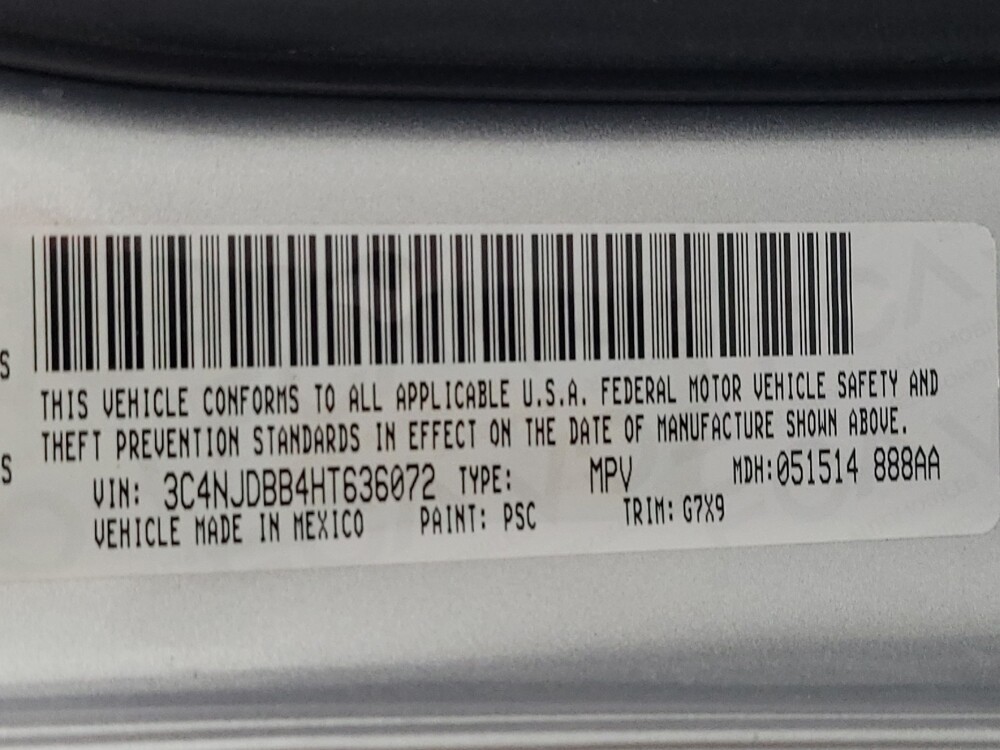 S
THIS VEHICLE CONFORMS TO ALL APPLICABLE U.S.A. FEDERAL MOTOR VEHICLE SAFETY AND
THEFT PREVENTION STANDARDS IN EFFECT ON THE DATE OF MANUFACTURE SHOWN ABOVE.
S
VIN: 3C4NJDBB4HT636072 TYPE: MPV MDH:051514 888AA
VEHICLE MADE IN MEXICO PAINT: PSC TRIM: G7X9